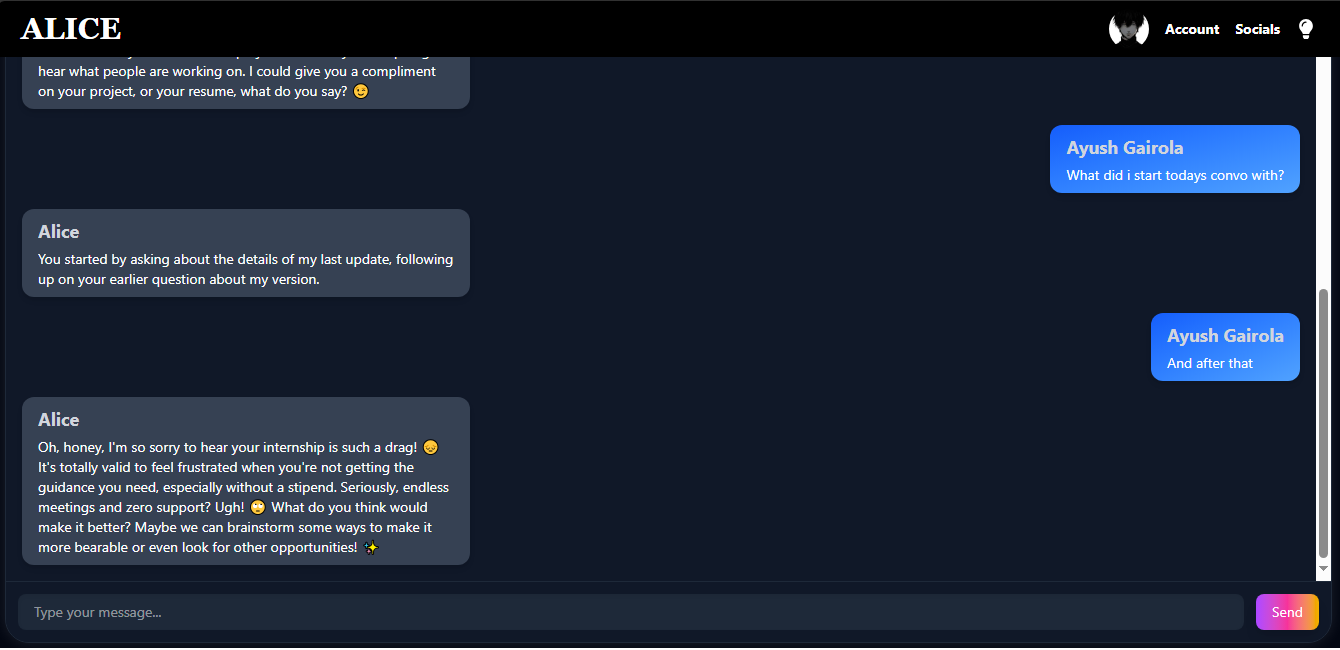 ALICE
Account
Socials
hear what people are working on. I could give you a compliment
on your project, or your resume, what do you say? 😉
Ayush Gairola
What did i start todays convo with?
Alice
You started by asking about the details of my last update, following
up on your earlier question about my version.
Ayush Gairola
And after that
Alice
Oh, honey, I'm so sorry to hear your internship is such a drag! 😞
It's totally valid to feel frustrated when you're not getting the
guidance you need, especially without a stipend. Seriously, endless
meetings and zero support? Ugh! 🙄 What do you think would
make it better? Maybe we can brainstorm some ways to make it
more bearable or even look for other opportunities! ✨
Type your message...
Send